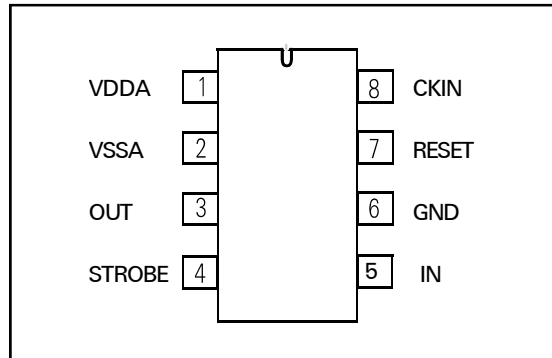 VDDA 1 8 CKIN
VSSA 2 7 RESET
OUT 3 6 GND
STROBE 4 5 IN